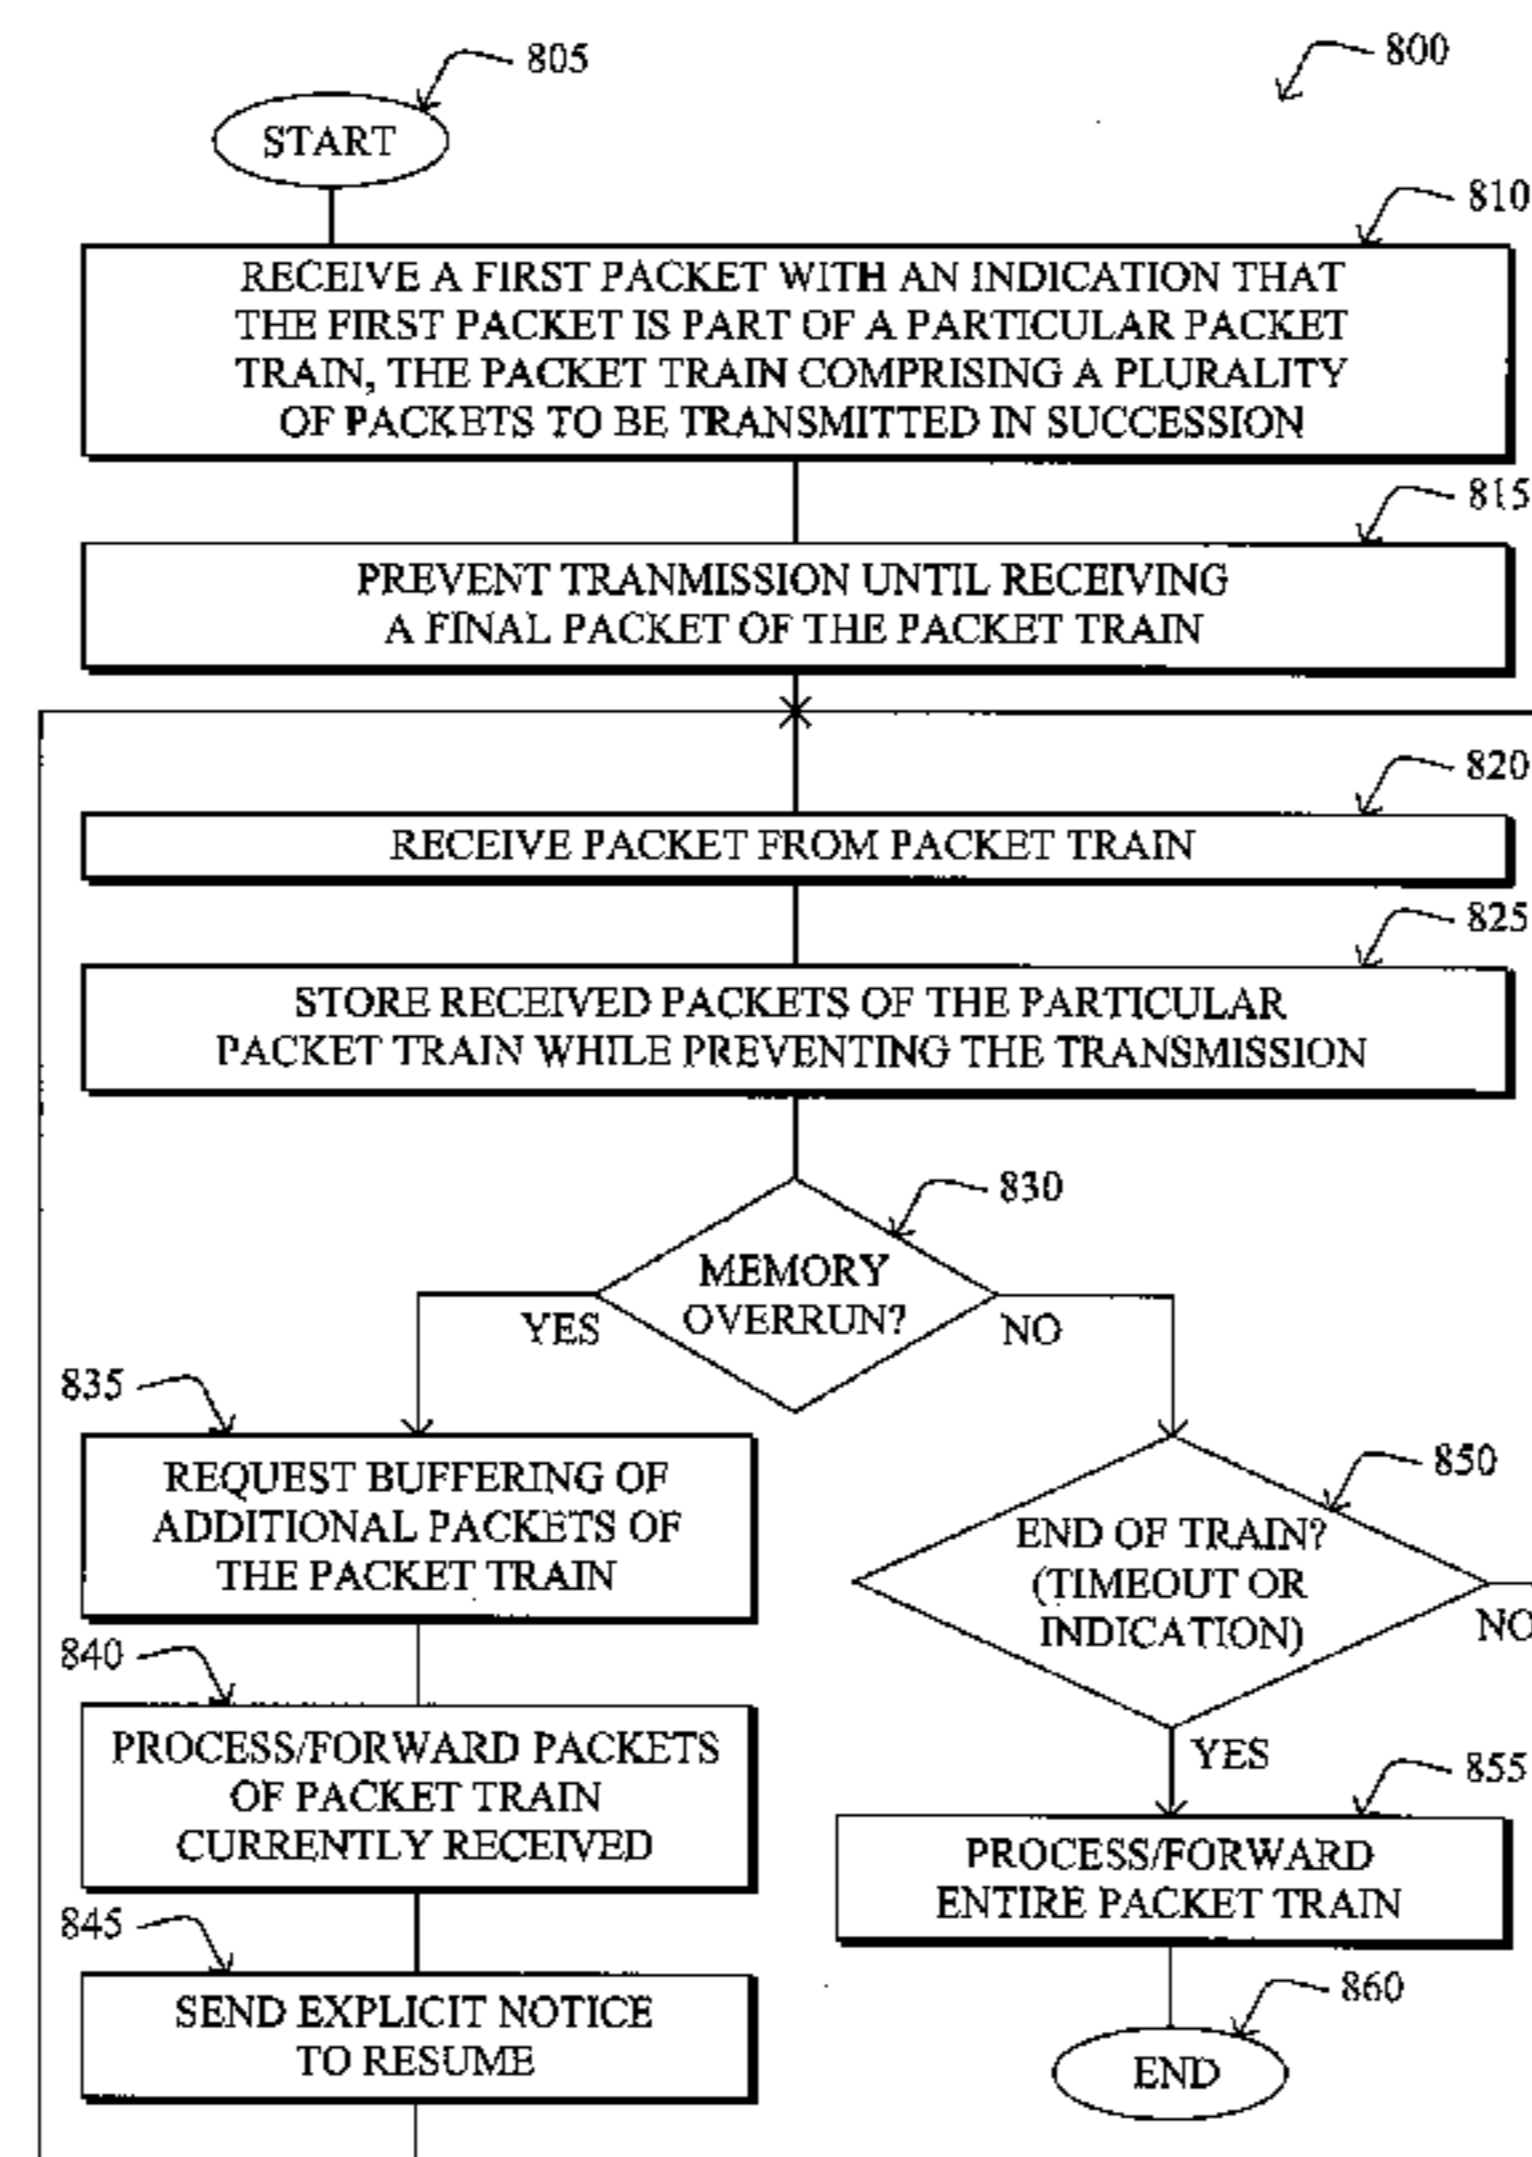 805
800
START
810
RECEIVE A FIRST PACKET WITH AN INDICATION THAT
THE FIRST PACKET IS PART OF A PARTICULAR PACKET
TRAIN, THE PACKET TRAIN COMPRISING A PLURALITY
OF PACKETS TO BE TRANSMITTED IN SUCCESSION
815
PREVENT TRANMISSION UNTIL RECEIVING
A FINAL PACKET OF THE PACKET TRAIN
820
RECEIVE PACKET FROM PACKET TRAIN
825
STORE RECEIVED PACKETS OF THE PARTICULAR
PACKET TRAIN WHILE PREVENTING THE TRANSMISSION
830
MEMORY
OVERRUN?
YES
NO
835
REQUEST BUFFERING OF
ADDITIONAL PACKETS OF
THE PACKET TRAIN
850
END OF TRAIN?
(TIMEOUT OR
INDICATION)
NO
YES
840
PROCESS/FORWARD PACKETS
OF PACKET TRAIN
CURRENTLY RECEIVED
855
PROCESS/FORWARD
ENTIRE PACKET TRAIN
845
SEND EXPLICIT NOTICE
TO RESUME
860
END